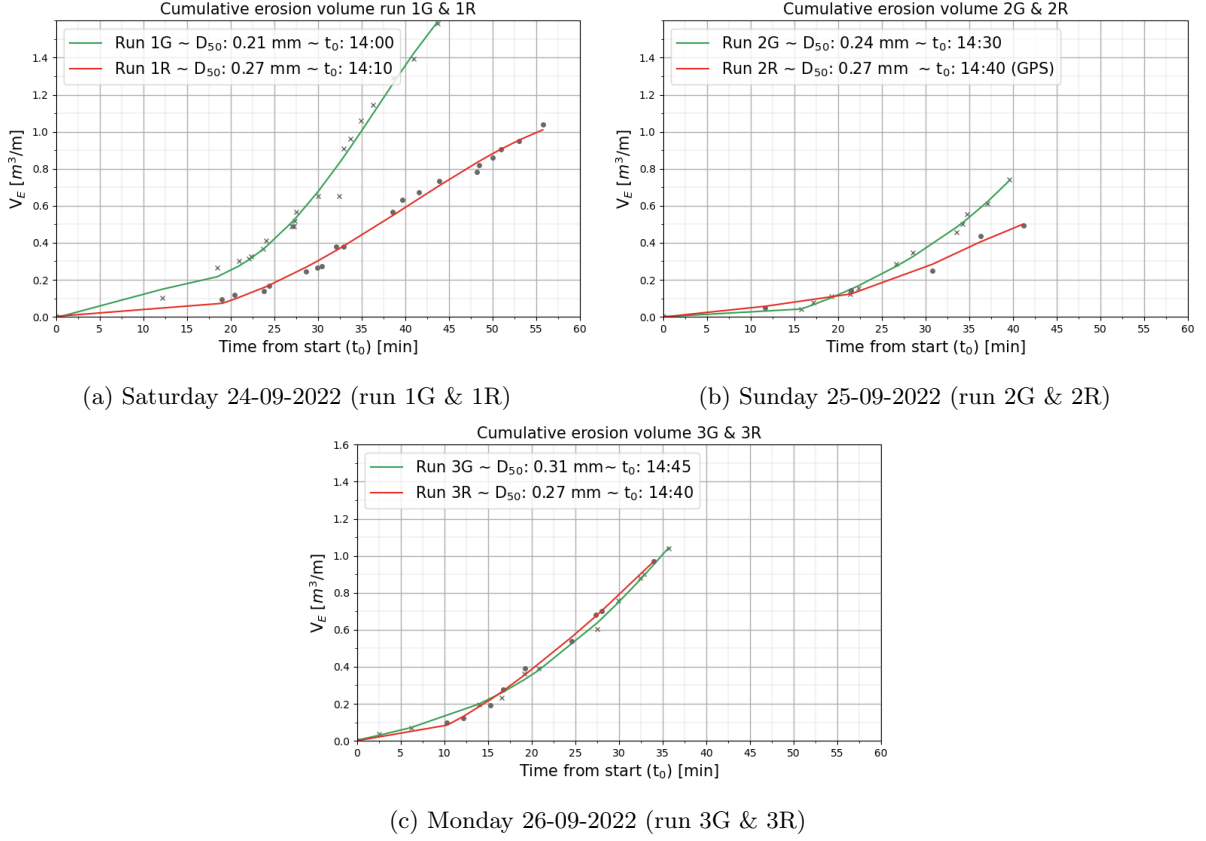 Cumulative erosion volume run 1G & 1R
Run 1G ~ D₅₀: 0.21 mm ~ t₀: 14:00
Run 1R ~ D₅₀: 0.27 mm ~ t₀: 14:10
V_E [m³/m]
1.4
1.2
1.0
0.8
0.6
0.4
0.2
0.0
0 5 10 15 20 25 30 35 40 45 50 55 60
Time from start (t₀) [min]
(a) Saturday 24-09-2022 (run 1G & 1R)
Cumulative erosion volume 2G & 2R
Run 2G ~ D₅₀: 0.24 mm ~ t₀: 14:30
Run 2R ~ D₅₀: 0.27 mm ~ t₀: 14:40 (GPS)
V_E [m³/m]
1.4
1.2
1.0
0.8
0.6
0.4
0.2
0.0
0 5 10 15 20 25 30 35 40 45 50 55 60
Time from start (t₀) [min]
(b) Sunday 25-09-2022 (run 2G & 2R)
Cumulative erosion volume 3G & 3R
Run 3G ~ D₅₀: 0.31 mm~ t₀: 14:45
Run 3R ~ D₅₀: 0.27 mm ~ t₀: 14:40
V_E [m³/m]
1.6
1.4
1.2
1.0
0.8
0.6
0.4
0.2
0.0
0 5 10 15 20 25 30 35 40 45 50 55 60
Time from start (t₀) [min]
(c) Monday 26-09-2022 (run 3G & 3R)